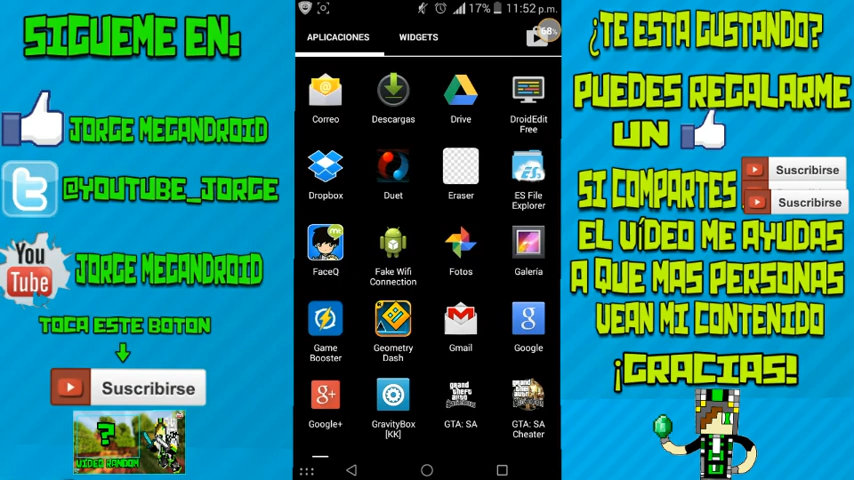 SIGUEME EN:
JORGE MEGANDROID
@YOUTUBE_JORGE
You
Tube
JORGE MEGANDROID
TOCA ESTE BOTON
Suscribirse
?
VIDEO RANDOM
17% 11:52 p.m.
68%
APLICACIONES WIDGETS
Correo Descargas Drive DroidEdit Free
Dropbox Duet Eraser ES File Explorer
FaceQ Fake Wifi Connection Fotos Galería
Game Booster Geometry Dash Gmail Google
Google+ GravityBox [KK] GTA: SA GTA: SA Cheater
¿TE ESTA GUSTANDO?
PUEDES REGALARME
UN
SI COMPARTES
Suscribirse
Suscribirse
EL VÍDEO ME AYUDAS
A QUE MAS PERSONAS
VEAN MI CONTENIDO
¡GRACIAS!